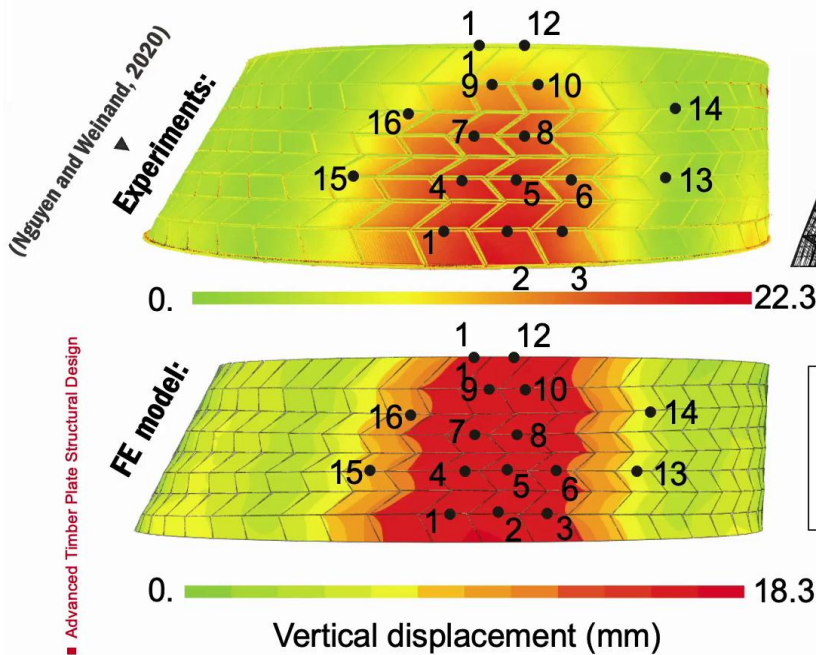 (Nguyen and Weinand, 2020)
▼
Experiments:
1 12
1
9 10
16 14
7 8
15 4 5 6 13
1
2 3
0. 22.3
Advanced Timber Plate Structural Design
FE model:
1 12
1
9 10
16 14
7 8
15 4 5 6 13
1 2 3
0. 18.3
Vertical displacement (mm)